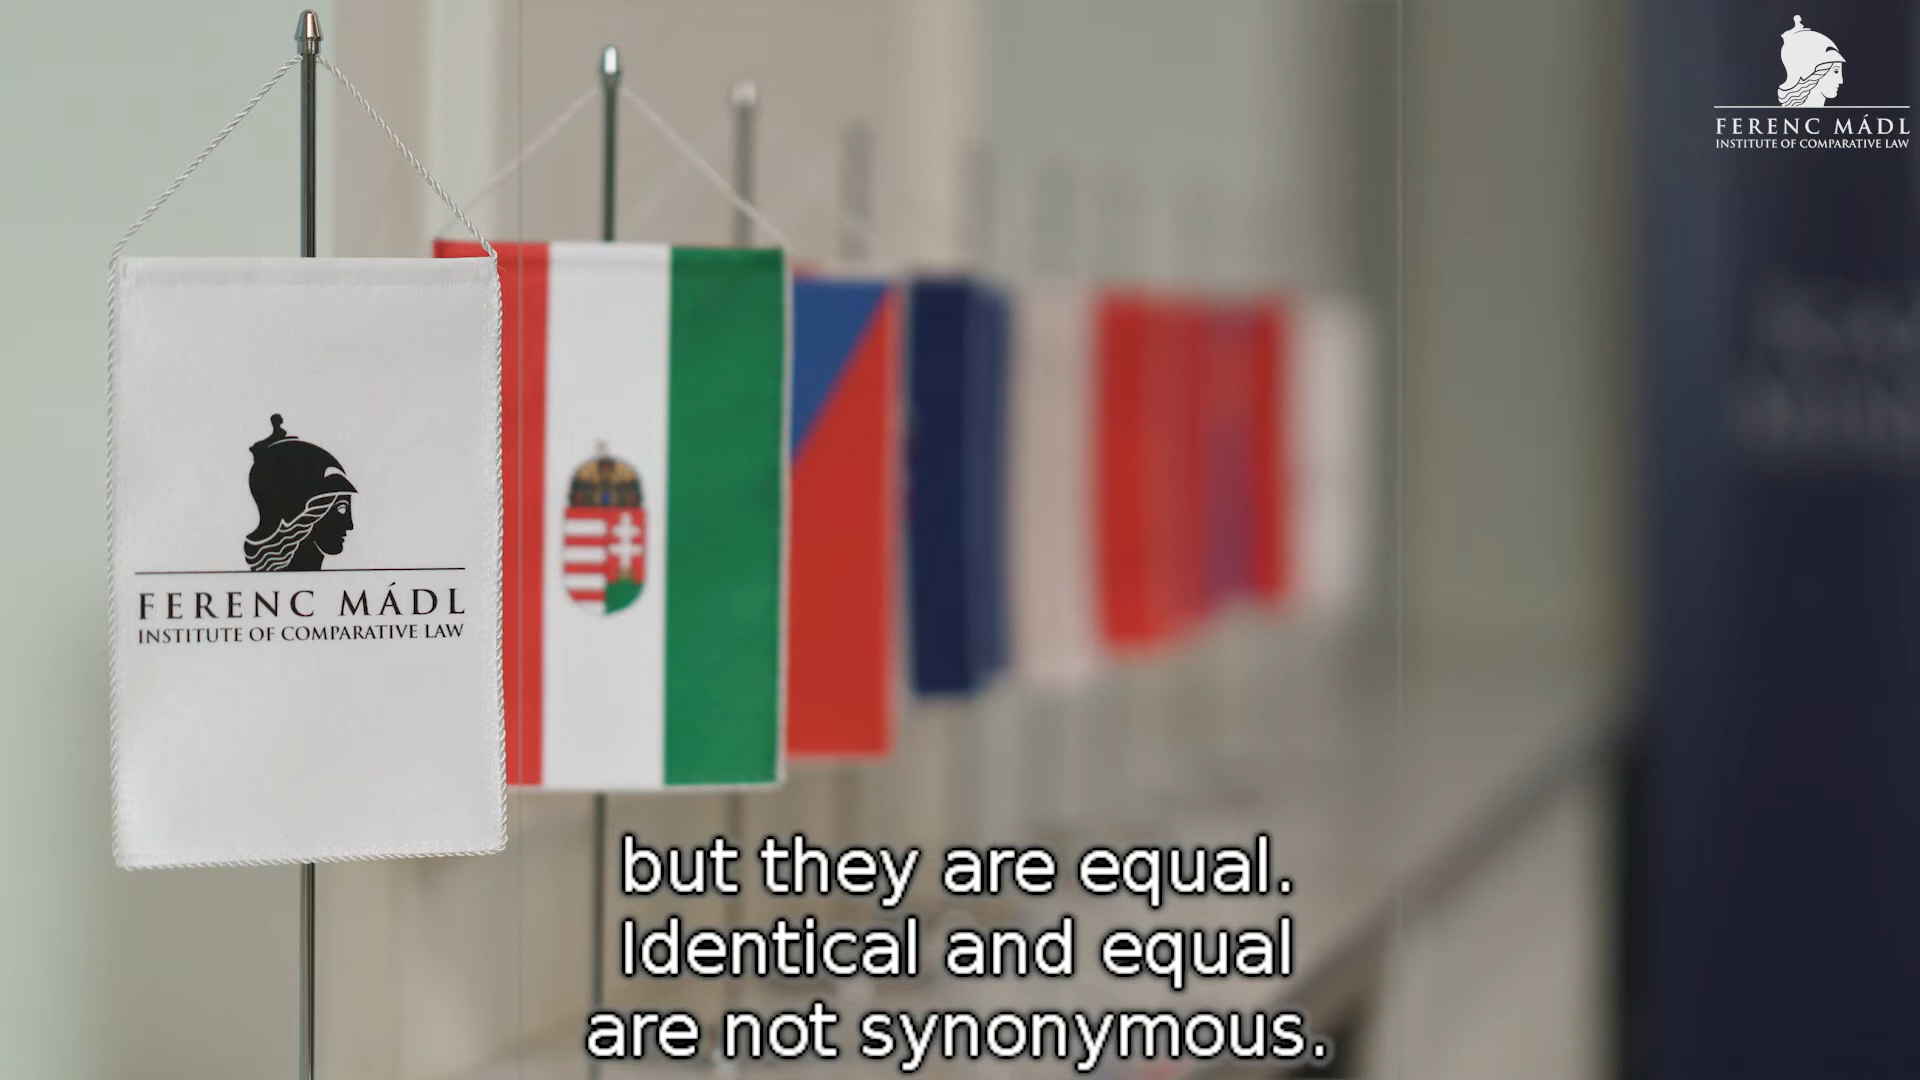 FERENC MÁDL
INSTITUTE OF COMPARATIVE LAW
FERENC MÁDL
INSTITUTE OF COMPARATIVE LAW
but they are equal.
Identical and equal
are not synonymous.